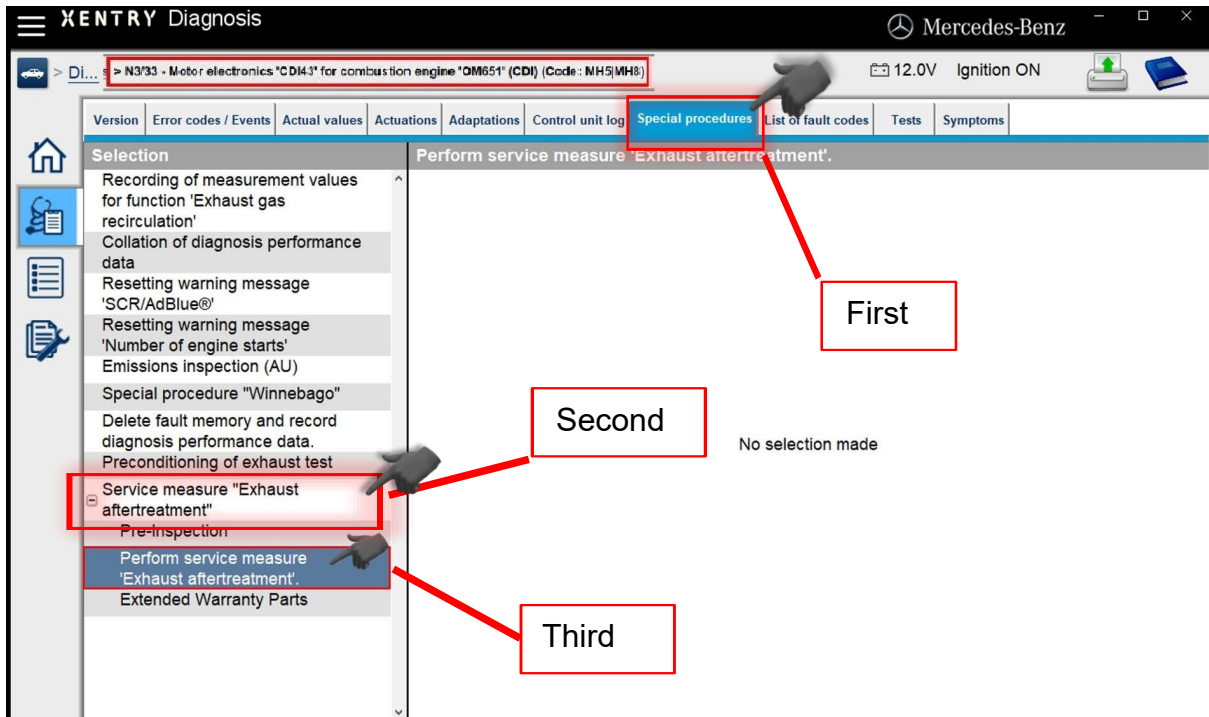 XENTRY Diagnosis
Mercedes-Benz
> Di... > N3/33 - Motor electronics "CDI43" for combustion engine "OM651" (CDI) (Code: MH5|MH8)
12.0V Ignition ON
Version Error codes / Events Actual values Actuations Adaptations Control unit log Special procedures List of fault codes Tests Symptoms
Selection
Perform service measure 'Exhaust aftertreatment'.
Recording of measurement values
for function 'Exhaust gas
recirculation'
Collation of diagnosis performance
data
Resetting warning message
'SCR/AdBlue®'
Resetting warning message
'Number of engine starts'
Emissions inspection (AU)
Special procedure "Winnebago"
Delete fault memory and record
diagnosis performance data.
Preconditioning of exhaust test
Service measure "Exhaust
aftertreatment"
Pre-Inspection
Perform service measure
'Exhaust aftertreatment'.
Extended Warranty Parts
First
Second
No selection made
Third